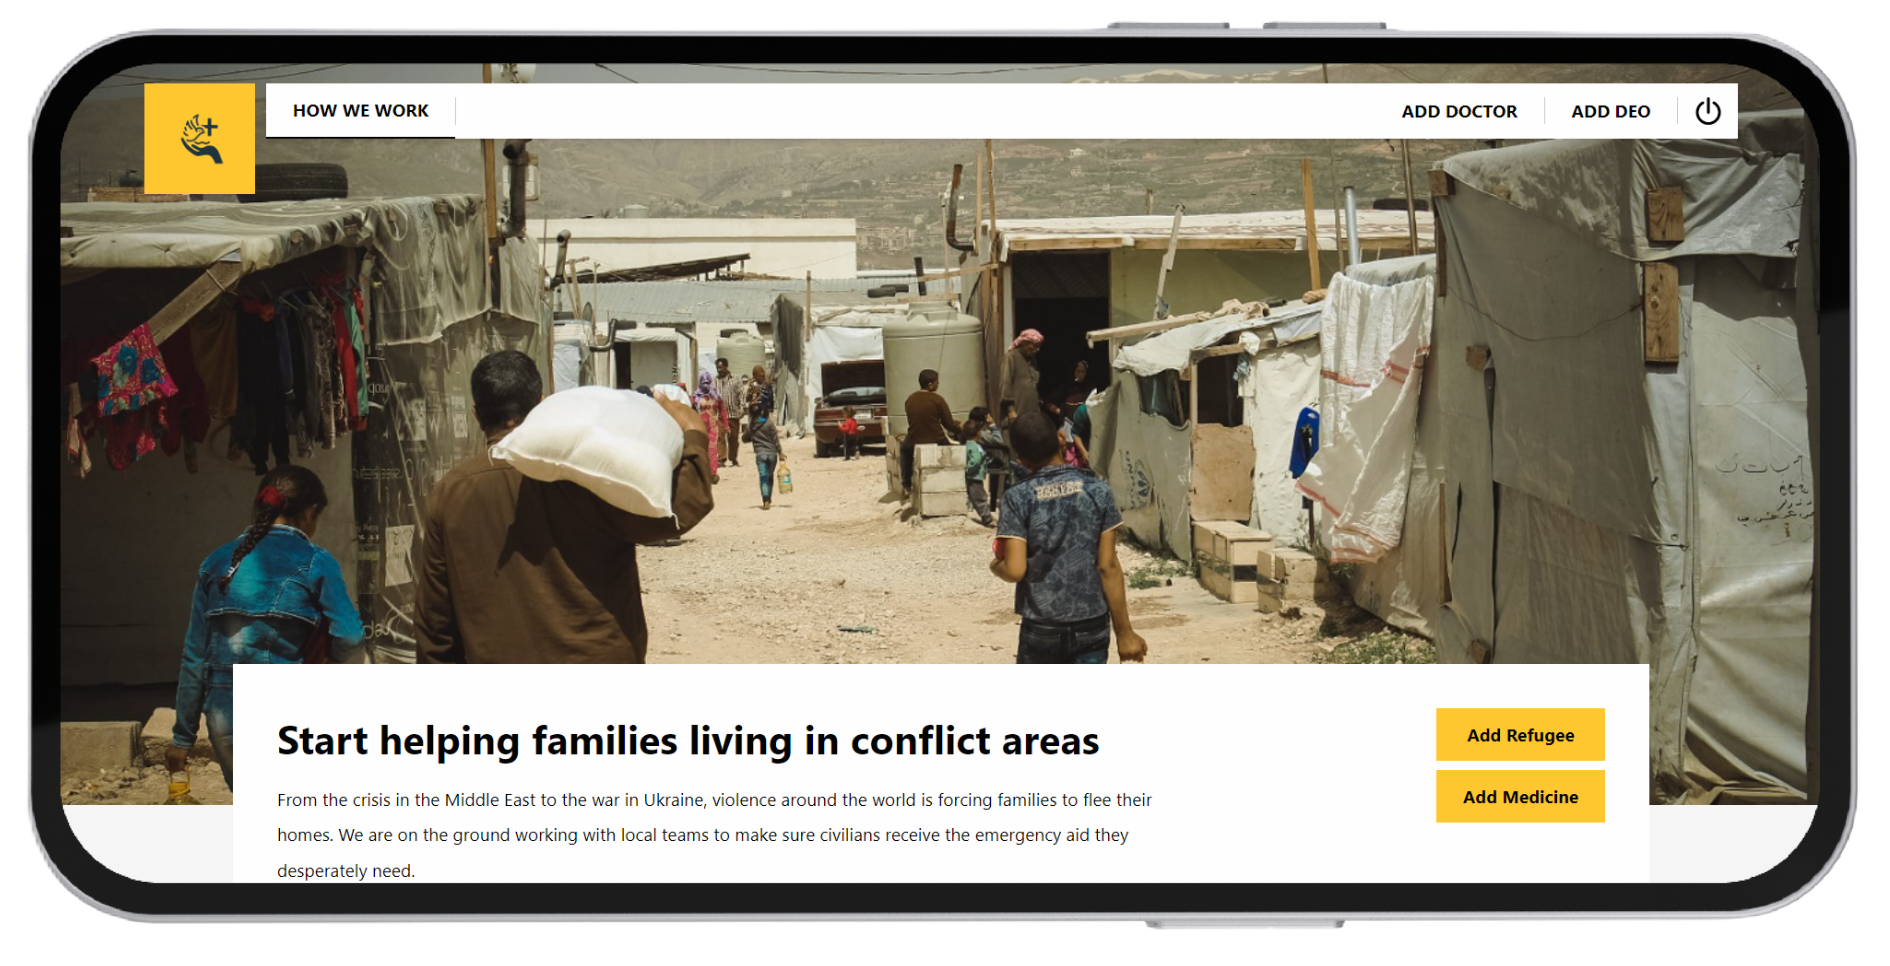 HOW WE WORK
ADD DOCTOR
ADD DEO
Start helping families living in conflict areas
From the crisis in the Middle East to the war in Ukraine, violence around the world is forcing families to flee their
homes. We are on the ground working with local teams to make sure civilians receive the emergency aid they
desperately need.
Add Refugee
Add Medicine